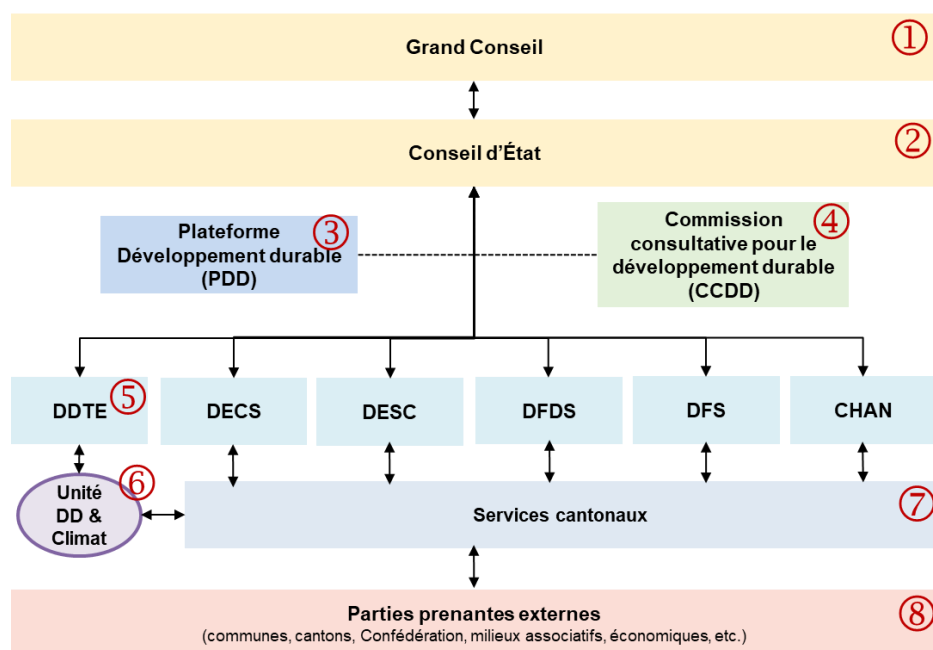 Grand Conseil
①
Conseil d'État
②
Plateforme
Développement durable
(PDD)
③
Commission
consultative pour le
développement durable
(CCDD)
④
DDTE
⑤
DECS
DESC
DFDS
DFS
CHAN
Unité
DD &
Climat
⑥
Services cantonaux
⑦
Parties prenantes externes
(communes, cantons, Confédération, milieux associatifs, économiques, etc.)
⑧